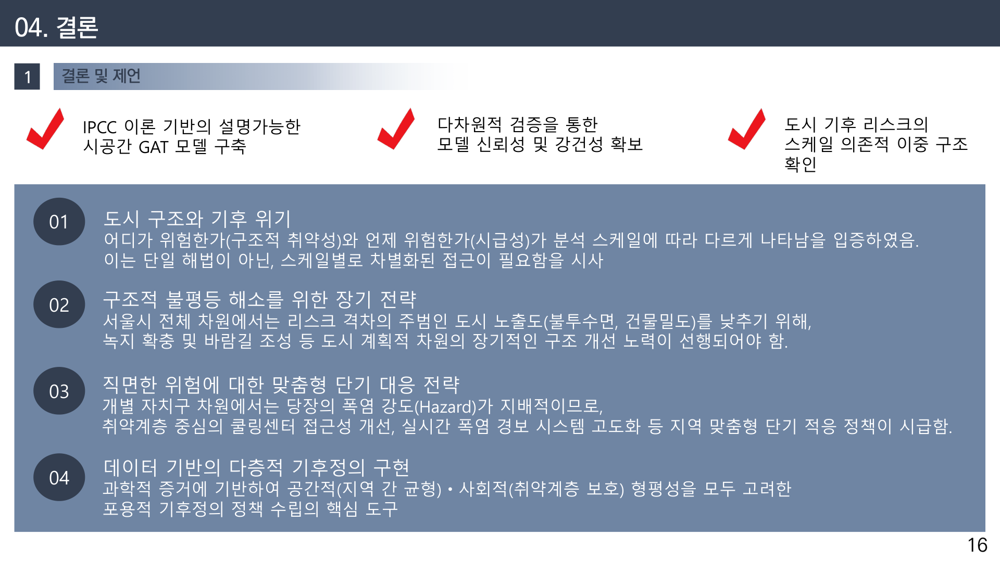 04. 결론
1
결론 및 제언
IPCC 이론 기반의 설명가능한
시공간 GAT 모델 구축
다차원적 검증을 통한
모델 신뢰성 및 강건성 확보
도시 기후 리스크의
스케일 의존적 이중 구조
확인
01
도시 구조와 기후 위기
어디가 위험한가(구조적 취약성)와 언제 위험한가(시급성)가 분석 스케일에 따라 다르게 나타남을 입증하였음.
이는 단일 해법이 아닌, 스케일별로 차별화된 접근이 필요함을 시사
02
구조적 불평등 해소를 위한 장기 전략
서울시 전체 차원에서는 리스크 격차의 주범인 도시 노출도(불투수면, 건물밀도)를 낮추기 위해,
녹지 확충 및 바람길 조성 등 도시 계획적 차원의 장기적인 구조 개선 노력이 선행되어야 함.
03
직면한 위험에 대한 맞춤형 단기 대응 전략
개별 자치구 차원에서는 당장의 폭염 강도(Hazard)가 지배적이므로,
취약계층 중심의 쿨링센터 접근성 개선, 실시간 폭염 경보 시스템 고도화 등 지역 맞춤형 단기 적응 정책이 시급함.
04
데이터 기반의 다층적 기후정의 구현
과학적 증거에 기반하여 공간적(지역 간 균형) • 사회적(취약계층 보호) 형평성을 모두 고려한
포용적 기후정의 정책 수립의 핵심 도구
16